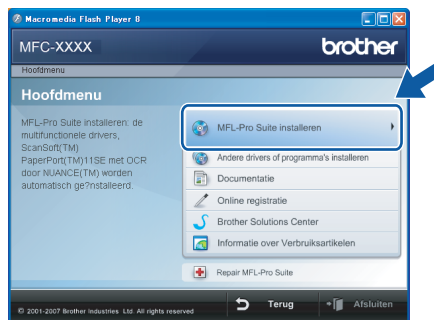 Macromedia Flash Player 8
MFC-XXXX
brother
Hoofdmenu
Hoofdmenu
MFL-Pro Suite installeren: de
multifunctionele drivers,
ScanSoft(TM)
PaperPort(TM)11SE met OCR
door NUANCE(TM) worden
automatisch ge?nstalleerd.
MFL-Pro Suite installeren
Andere drivers of programma's installeren
Documentatie
Online registratie
Brother Solutions Center
Informatie over Verbruiksartikelen
Repair MFL-Pro Suite
© 2001-2007 Brother Industries Ltd. All rights reserved
Terug
Afsluiten